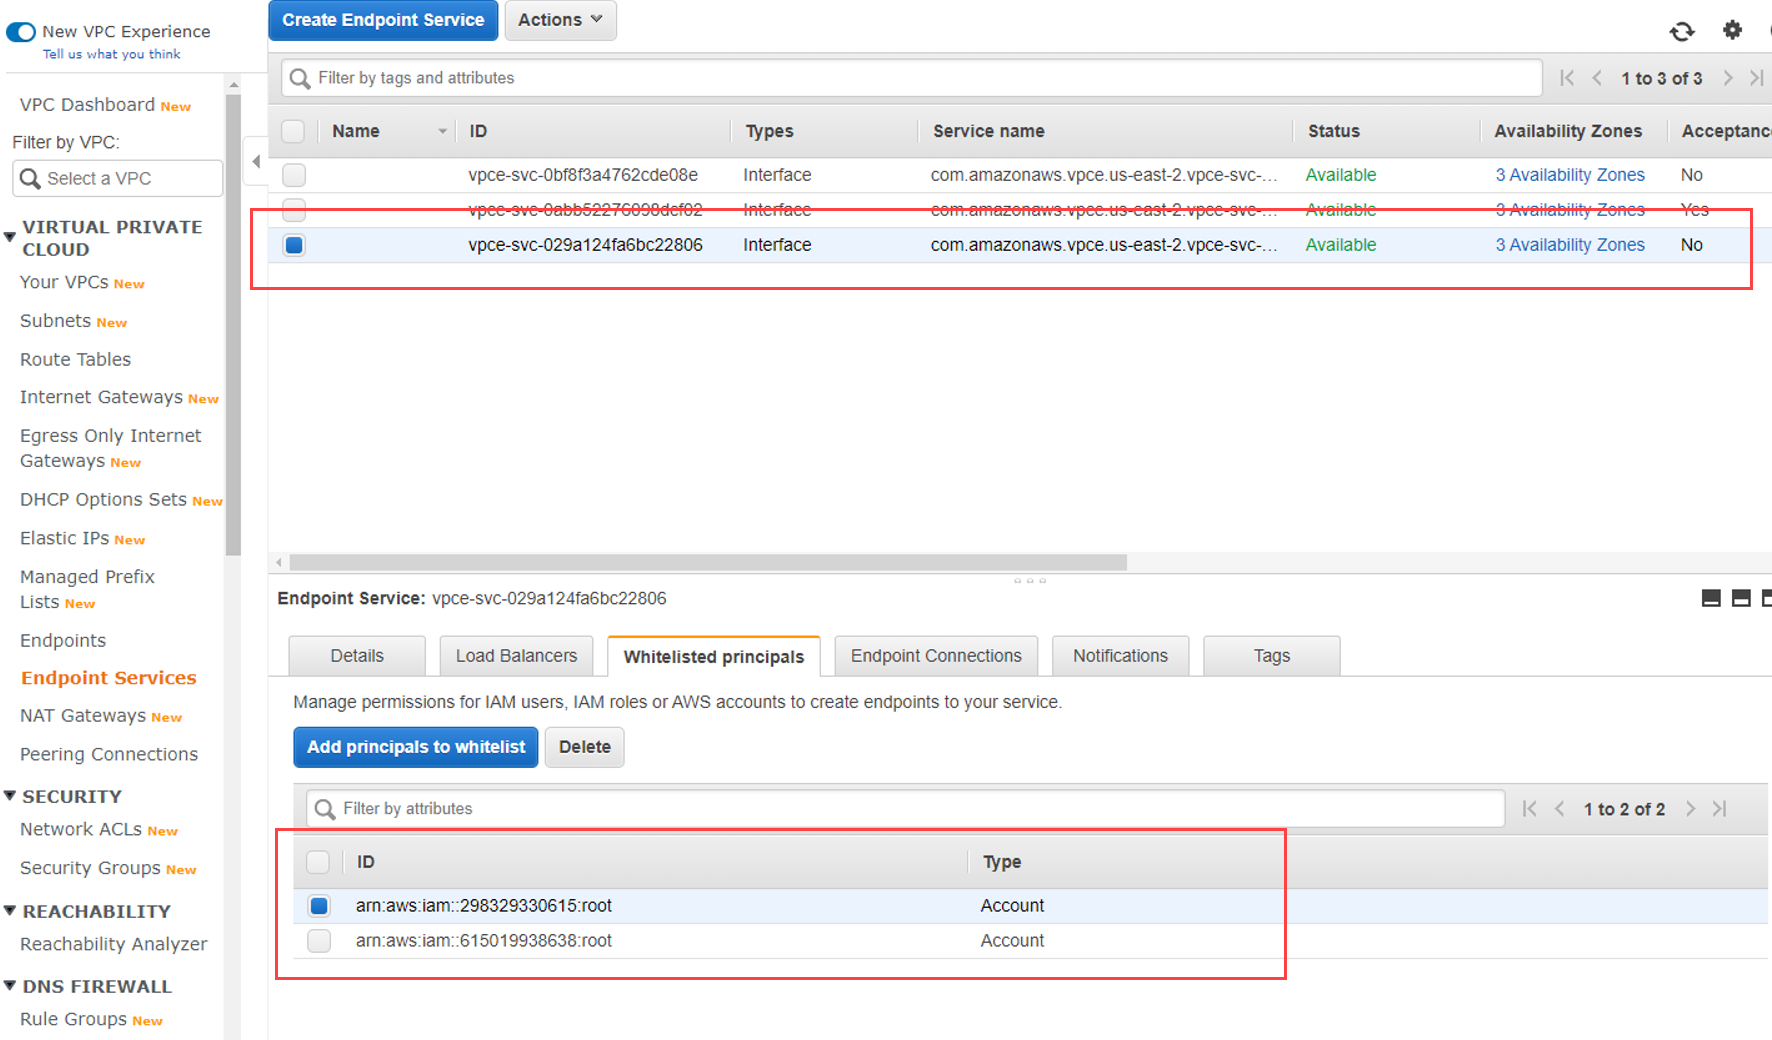 New VPC Experience
Tell us what you think
VPC Dashboard New
Filter by VPC:
Select a VPC
VIRTUAL PRIVATE
CLOUD
Your VPCs New
Subnets New
Route Tables
Internet Gateways New
Egress Only Internet
Gateways New
DHCP Options Sets New
Elastic IPs New
Managed Prefix
Lists New
Endpoints
Endpoint Services
NAT Gateways New
Peering Connections
SECURITY
Network ACLs New
Security Groups New
REACHABILITY
Reachability Analyzer
DNS FIREWALL
Rule Groups New
Create Endpoint Service Actions
Filter by tags and attributes 1 to 3 of 3
Name ID Types Service name Status Availability Zones Acceptanc
vpce-svc-0bf8f3a4762cde08e Interface com.amazonaws.vpce.us-east-2.vpce-svc-... Available 3 Availability Zones No
vpce-svc-0abb52276098dcf02 Interface com.amazonaws.vpce.us-east-2.vpce-svc-... Available 3 Availability Zones Yes
vpce-svc-029a124fa6bc22806 Interface com.amazonaws.vpce.us-east-2.vpce-svc-... Available 3 Availability Zones No
Endpoint Service: vpce-svc-029a124fa6bc22806
Details Load Balancers Whitelisted principals Endpoint Connections Notifications Tags
Manage permissions for IAM users, IAM roles or AWS accounts to create endpoints to your service.
Add principals to whitelist Delete
Filter by attributes 1 to 2 of 2
ID Type
arn:aws:iam::298329330615:root Account
arn:aws:iam::615019938638:root Account